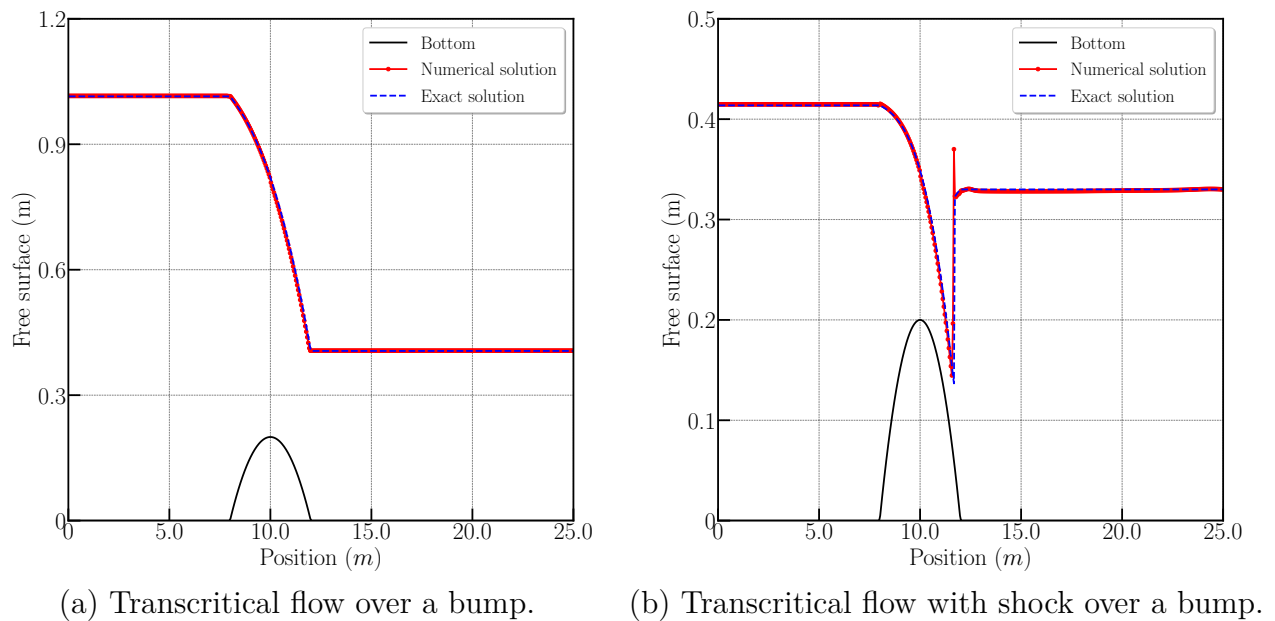 1.2
0.9
0.6
0.3
0
0
5.0
10.0
15.0
20.0
25.0
Free surface (m)
Position (m)
Bottom
Numerical solution
Exact solution
(a) Transcritical flow over a bump.
0.5
0.4
0.3
0.2
0.1
0
0
5.0
10.0
15.0
20.0
25.0
Free surface (m)
Position (m)
Bottom
Numerical solution
Exact solution
(b) Transcritical flow with shock over a bump.